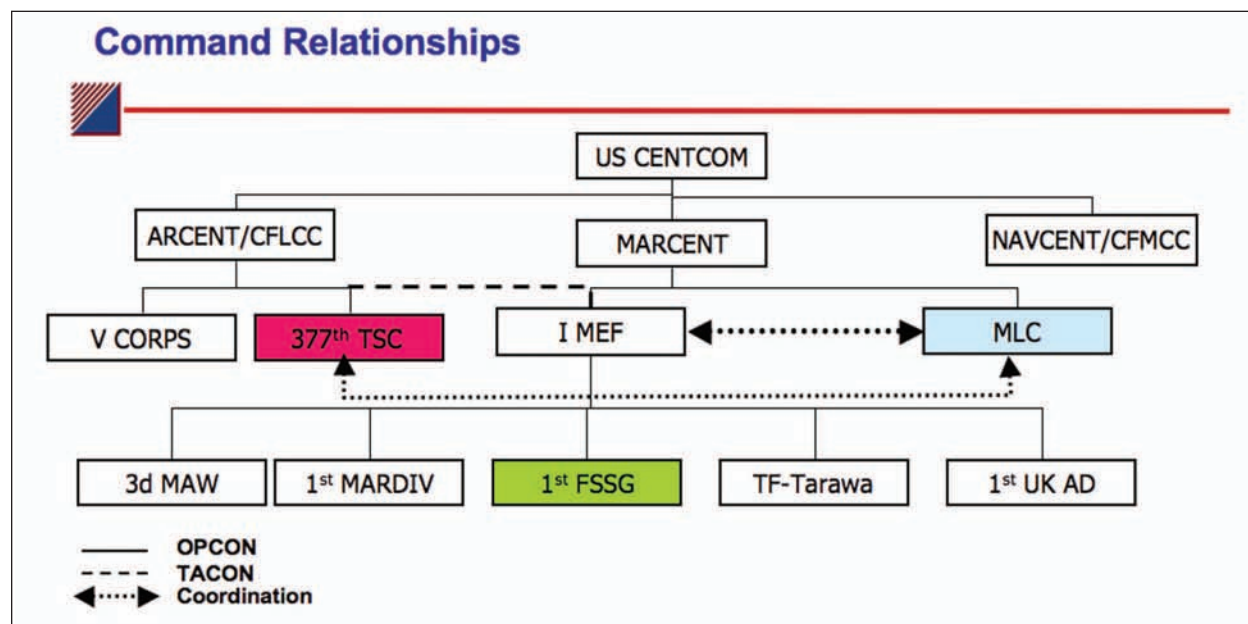 Command Relationships
US CENTCOM
ARCENT/CFLCC
MARCENT
NAVCENT/CFMCC
V CORPS
377th TSC
I MEF
MLC
3d MAW
1st MARDIV
1st FSSG
TF-Tarawa
1st UK AD
OPCON
TACON
Coordination